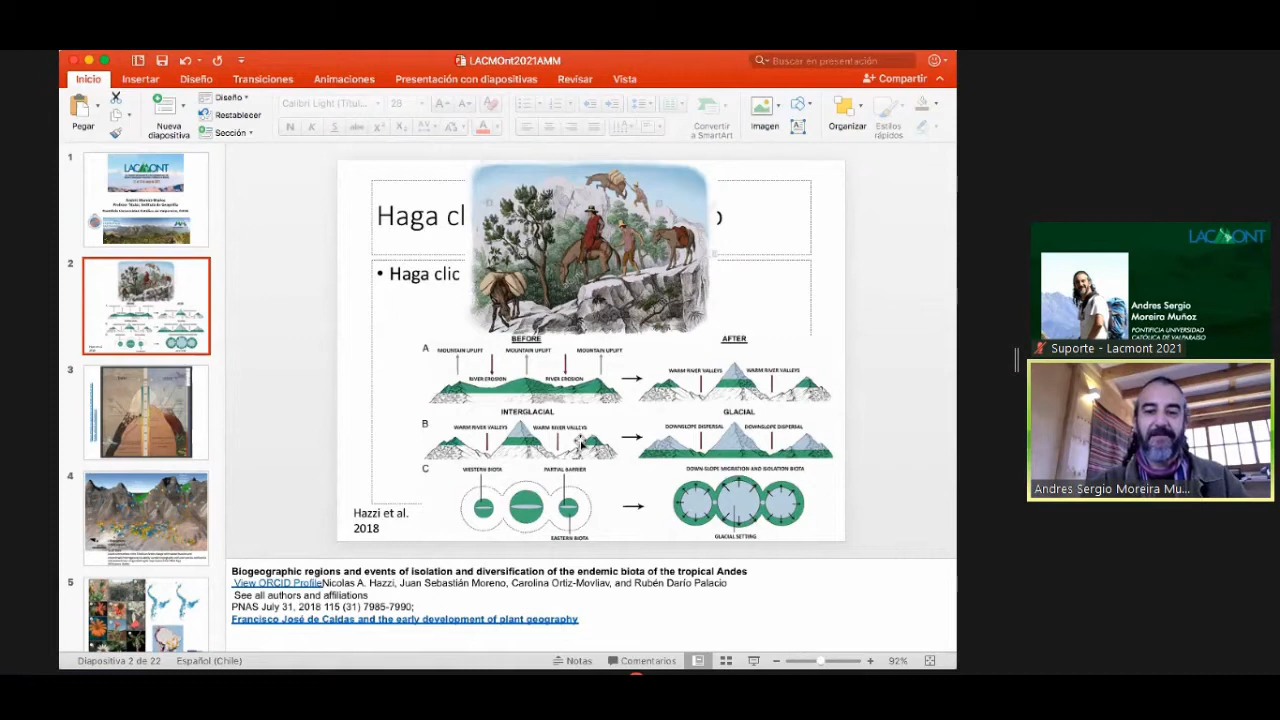 LACMOnt2021AMM
Buscar en presentación
Inicio
Insertar
Diseño
Transiciones
Animaciones
Presentación con diapositivas
Revisar
Vista
Compartir
Pegar
Nueva
diapositiva
Diseño
Restablecer
Sección
Calibri Light (Títul...
28
Convertir
a SmartArt
Imagen
Organizar
Estilos
rápidos
1
LACMONT
2
3
4
5
Haga cl
• Haga clic
BEFORE
AFTER
A
MOUNTAIN UPLIFT
MOUNTAIN UPLIFT
MOUNTAIN UPLIFT
RIVER EROSION
RIVER EROSION
WARM RIVER VALLEYS
WARM RIVER VALLEYS
INTERGLACIAL
GLACIAL
B
WARM RIVER VALLEYS
WARM RIVER VALLEYS
DOWNSLOPE DISPERSAL
DOWNSLOPE DISPERSAL
C
WESTERN BIOTA
PARTIAL BARRIER
EASTERN BIOTA
DOWN-SLOPE MIGRATION AND ISOLATION BIOTA
GLACIAL SETTING
Hazzi et al.
2018
Biogeographic regions and events of isolation and diversification of the endemic biota of the tropical Andes
View ORCID ProfileNicolas A. Hazzi, Juan Sebastián Moreno, Carolina Ortiz-Movliav, and Rubén Darío Palacio
See all authors and affiliations
PNAS July 31, 2018 115 (31) 7985-7990;
Francisco José de Caldas and the early development of plant geography
Diapositiva 2 de 22
Español (Chile)
Notas
Comentarios
92%
LACMONT
Andres Sergio
Moreira Muñoz
PONTIFICIA UNIVERSIDAD
CATÓLICA DE VALPARAÍSO
Suporte - Lacmont 2021
Andres Sergio Moreira Mu...